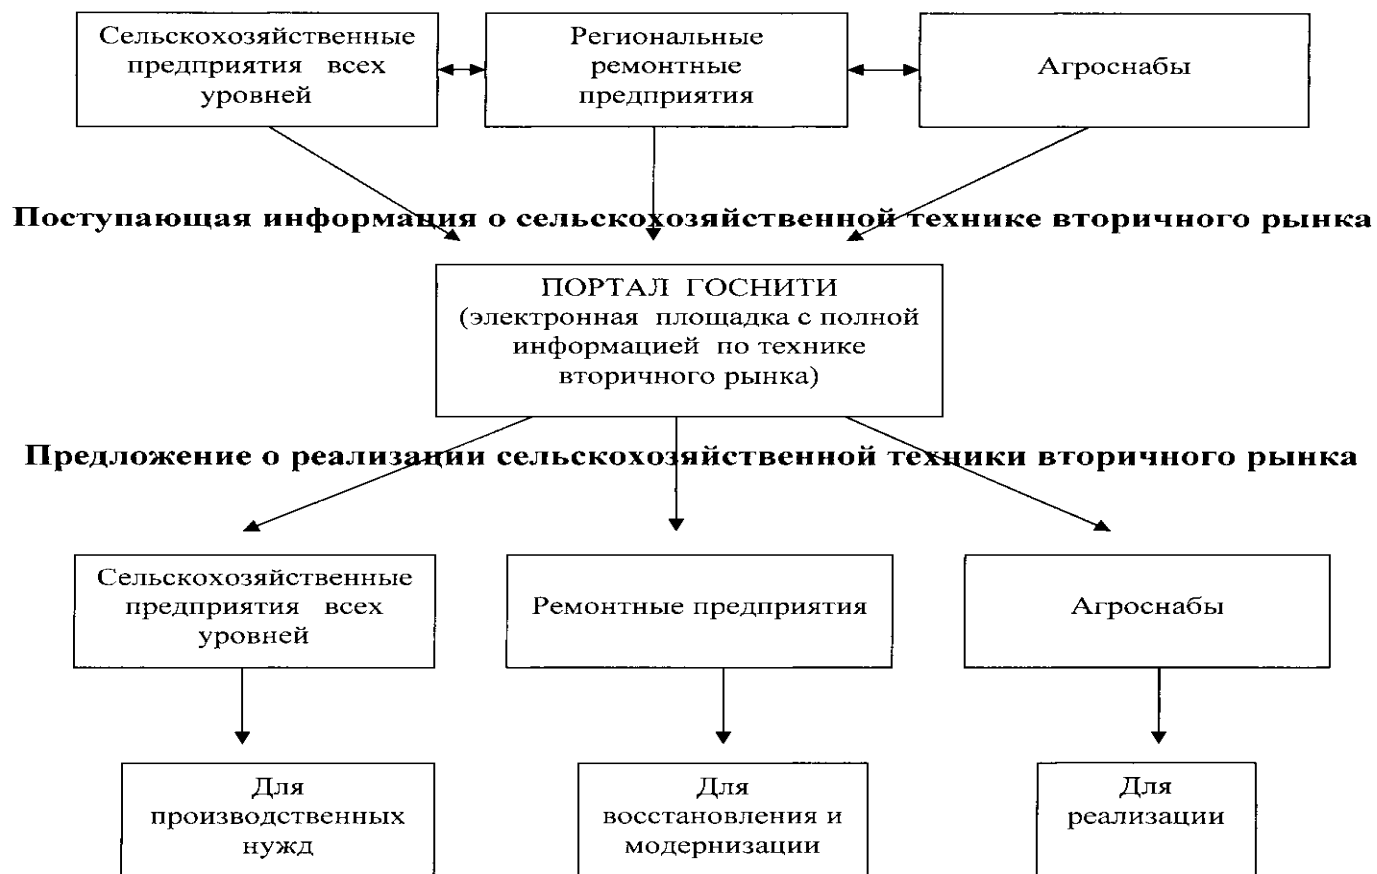 Сельскохозяйственные
предприятия всех
уровней
Региональные
ремонтные
предприятия
Агроснабы
Поступающая информация о сельскохозяйственной технике вторичного рынка
ПОРТАЛ ГОСНИТИ
(электронная площадка с полной
информацией по технике
вторичного рынка)
Предложение о реализации сельскохозяйственной техники вторичного рынка
Сельскохозяйственные
предприятия всех
уровней
Ремонтные предприятия
Агроснабы
Для
производственных
нужд
Для
восстановления и
модернизации
Для
реализации